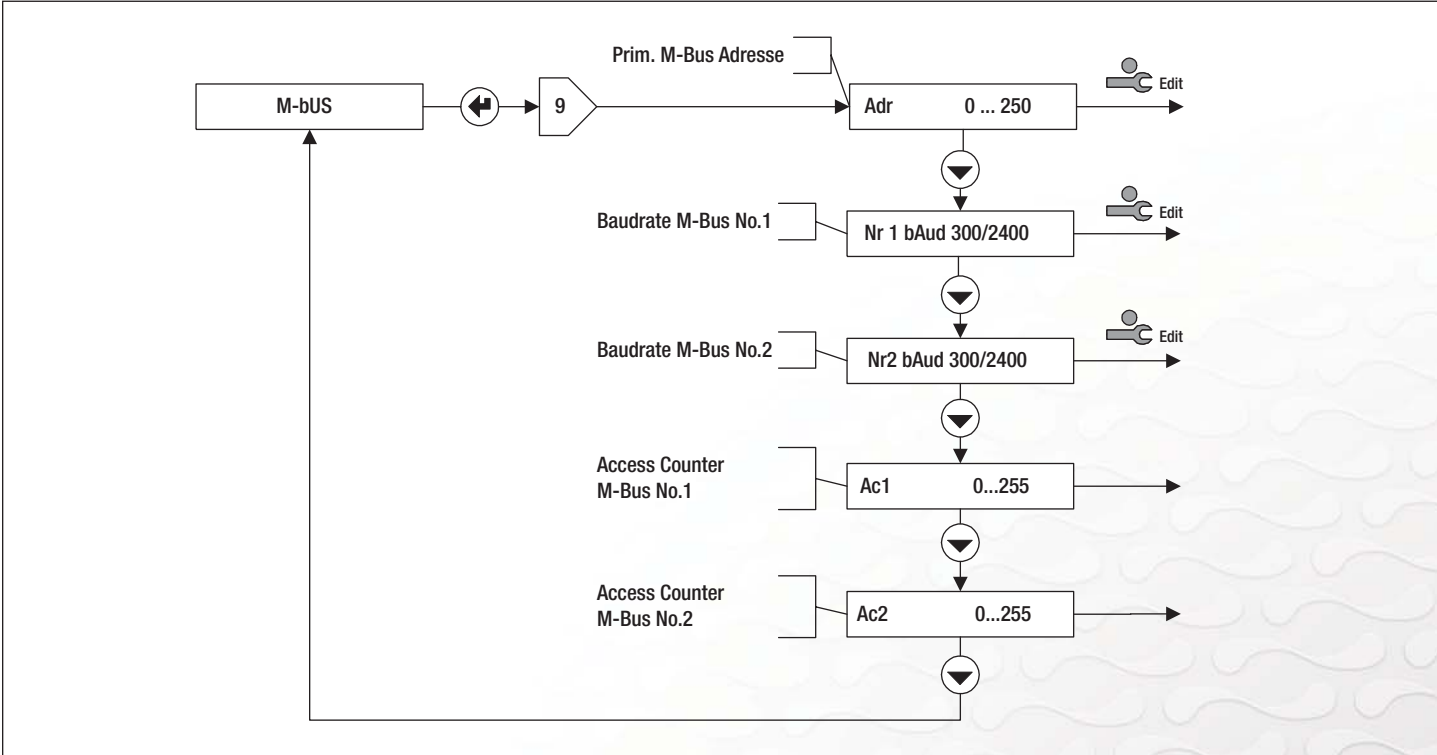 Prim. M-Bus Adresse
Edit
M-bUS
9
Adr 0 ... 250
Edit
Baudrate M-Bus No.1
Nr 1 bAud 300/2400
Edit
Baudrate M-Bus No.2
Nr2 bAud 300/2400
Access Counter
M-Bus No.1
Ac1 0...255
Access Counter
M-Bus No.2
Ac2 0...255